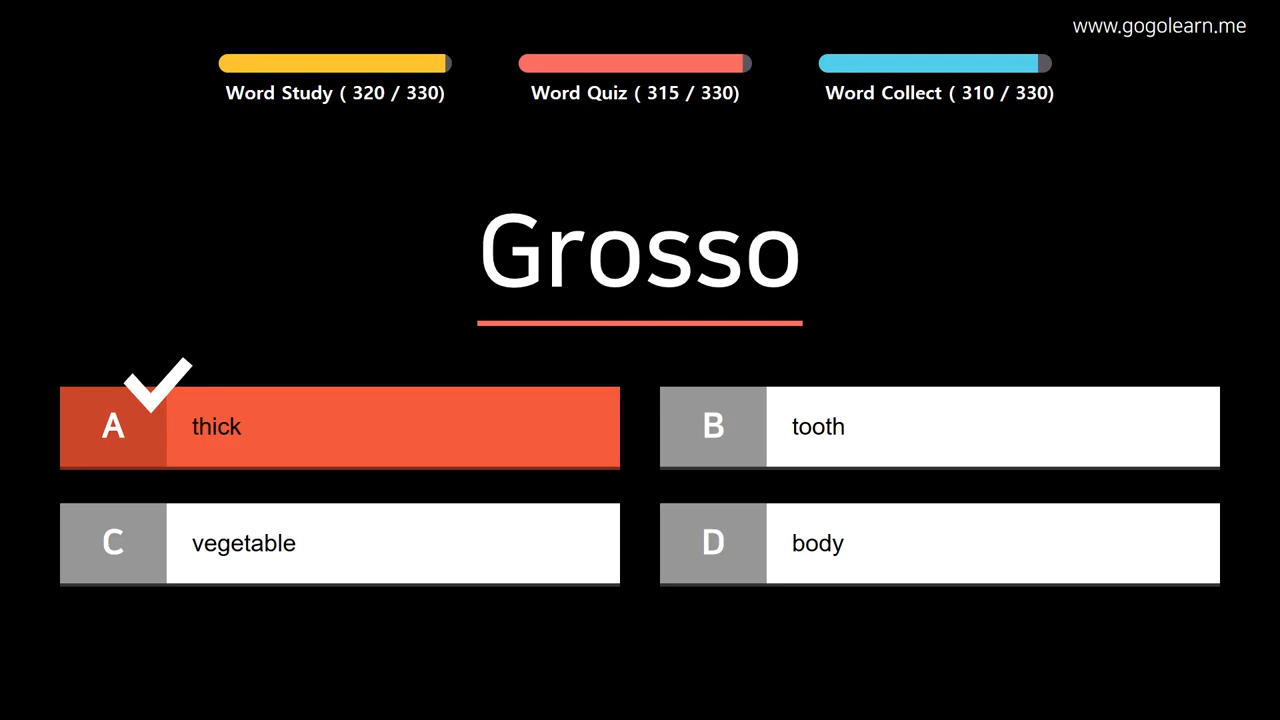 www.gogolearn.me
Word Study ( 320 / 330)
Word Quiz ( 315 / 330)
Word Collect ( 310 / 330)
Grosso
A thick
B tooth
C vegetable
D body